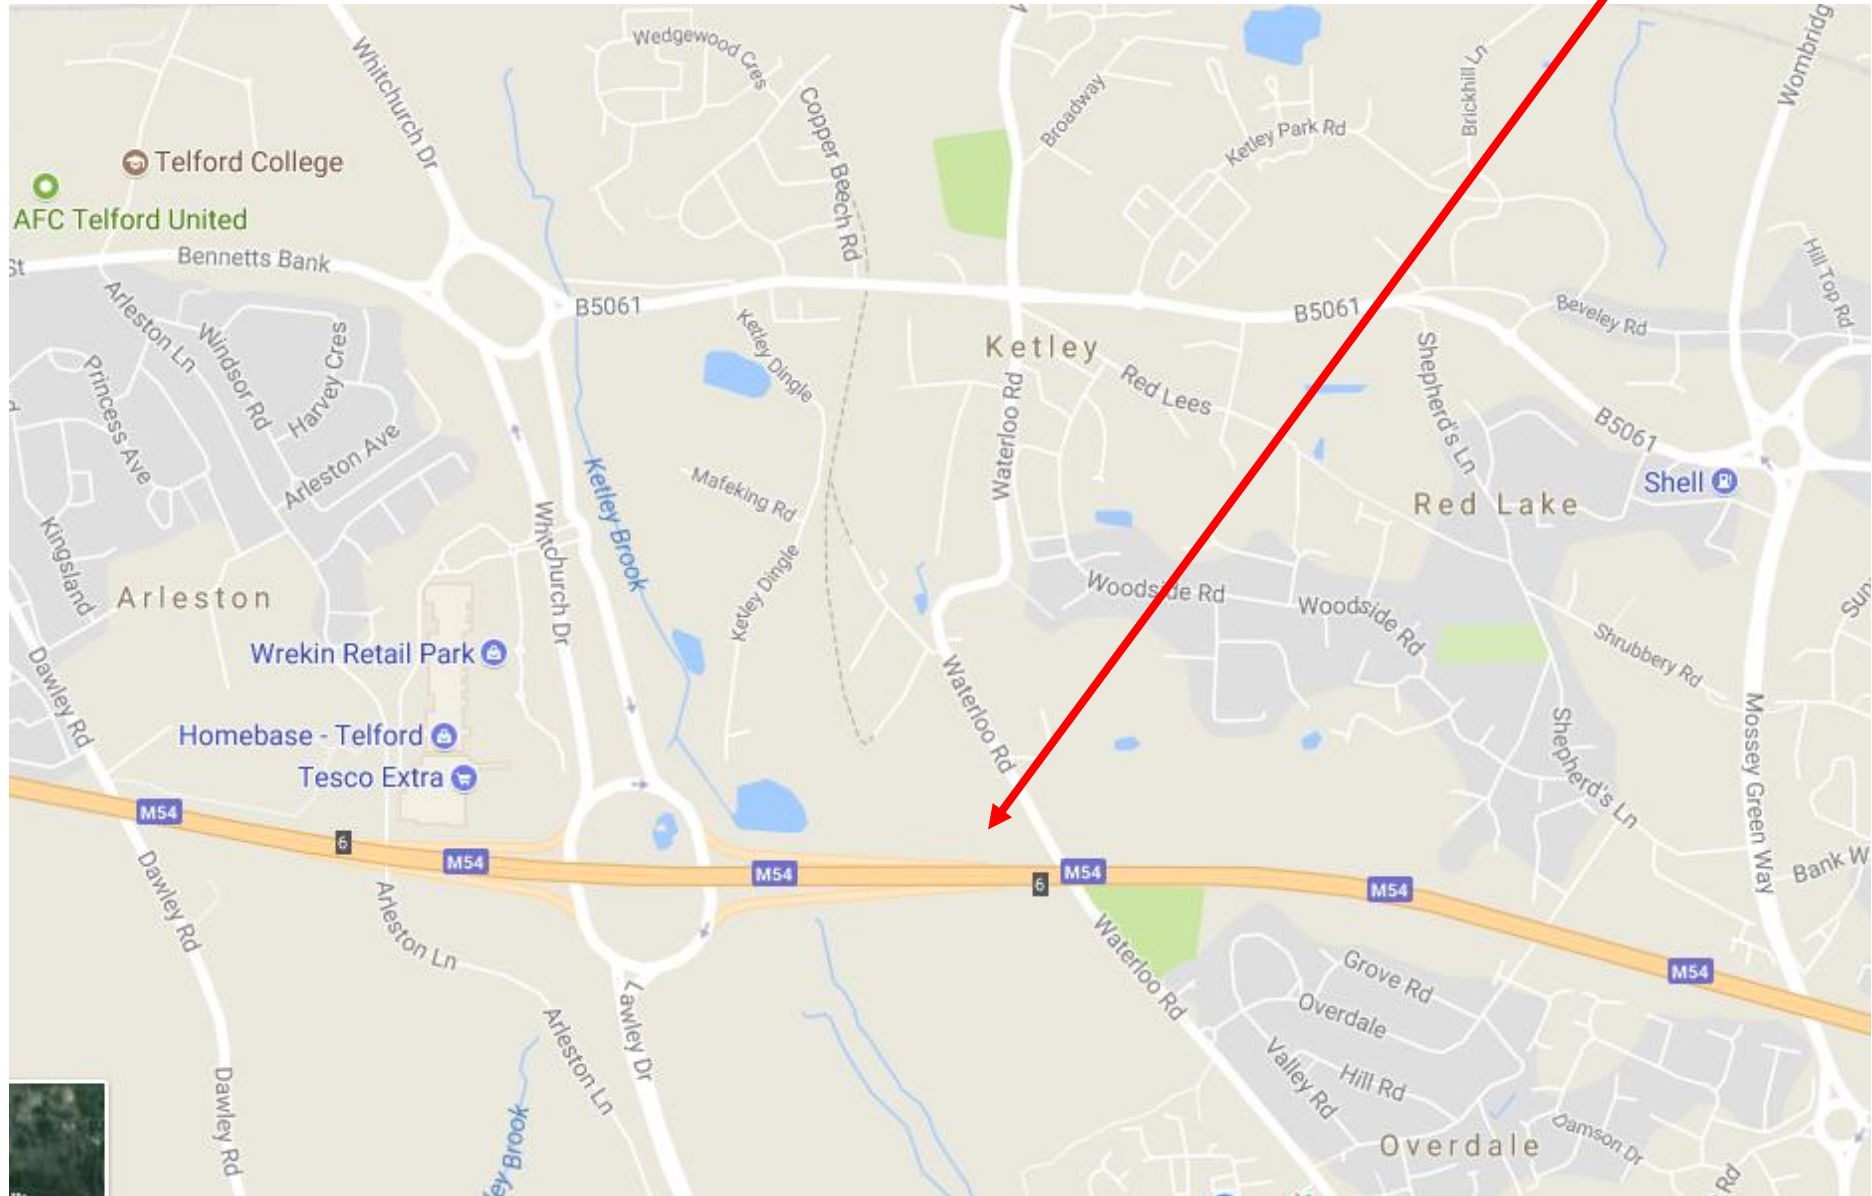 Wedgewood Cres
Whitchurch Dr
Copper Beech Rd
Broadway
Ketley Park Rd
Brickhill Ln
Wombridg
Telford College
AFC Telford United
St
Bennetts Bank
B5061
B5061
Beveley Rd
Hill Top Rd
Arleston Ln
Windsor Rd
Harvey Cres
Princess Ave
Arleston Ave
Ketley Dingle
Ketley
Red Lees
Waterloo Rd
Shepherd's Ln
B5061
Shell
Red Lake
Mafeking Rd
Ketley Brook
Whitchurch Dr
Kingsland
Arleston
Ketley Dingle
Woodside Rd
Woodside Rd
Shrubbery Rd
Sun
Wrekin Retail Park
Dawley Rd
Waterloo Rd
Mossey Green Way
Homebase - Telford
Tesco Extra
Shepherd's Ln
M54
6
M54
M54
6
M54
M54
Bank W
Dawley Rd
Arleston Ln
Waterloo Rd
Grove Rd
M54
Overdale
Lawley Dr
Arleston Ln
Valley Rd
Hill Rd
Dawley Rd
ley Brook
Overdale
Damson Dr
Rd